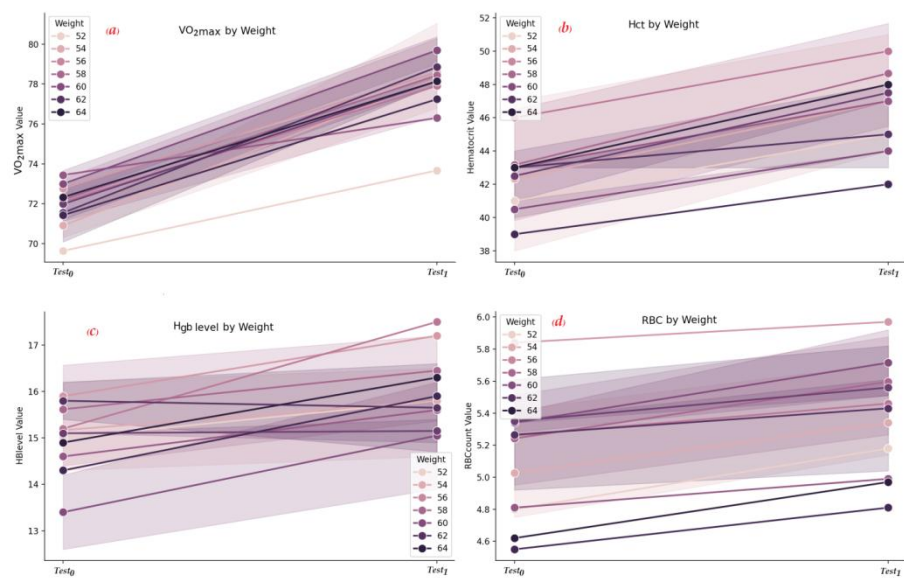 (a)
VO2max by Weight
Weight
52
54
56
58
60
62
64
80
78
76
74
72
70
VO2max Value
Test0
Test1
(b)
Hct by Weight
Weight
52
54
56
58
60
62
64
52
50
48
46
44
42
40
38
Hematocrit Value
Test0
Test1
(c)
Hgb level by Weight
17
16
15
14
13
HBlevel Value
Weight
52
54
56
58
60
62
64
Test0
Test1
(d)
RBC by Weight
Weight
52
54
56
58
60
62
64
6.0
5.8
5.6
5.4
5.2
5.0
4.8
4.6
RBCcount Value
Test0
Test1